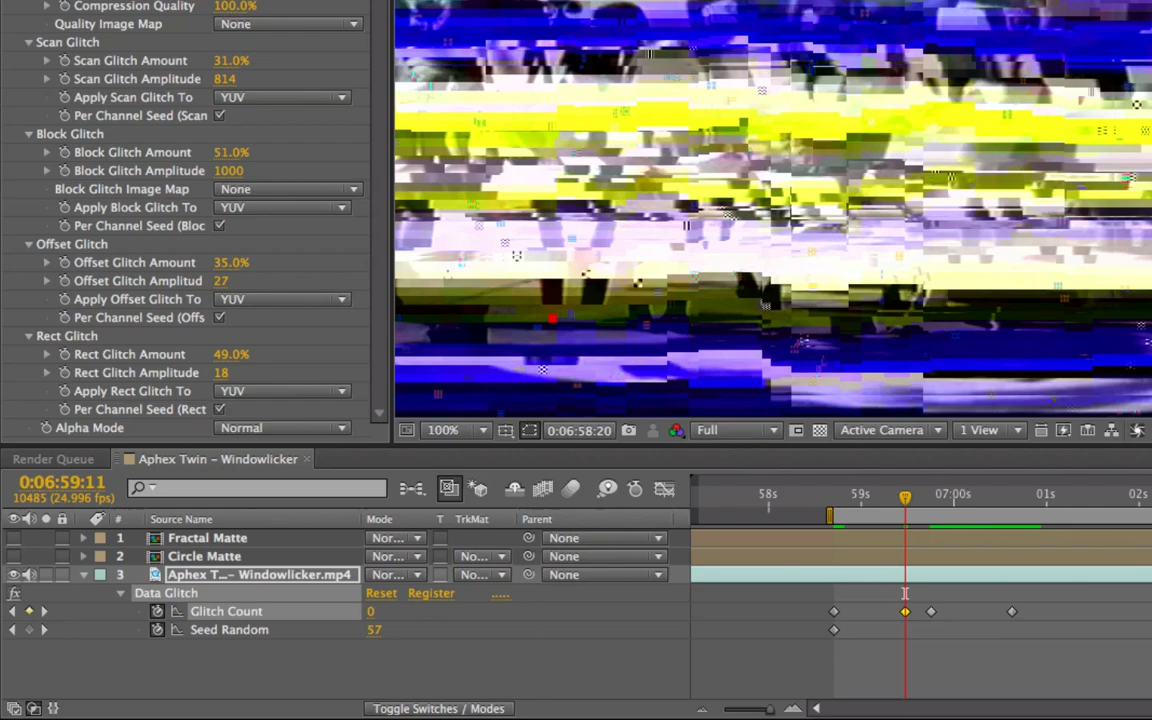 Compression Quality 100.0%
Quality Image Map None
Scan Glitch
Scan Glitch Amount 31.0%
Scan Glitch Amplitude 814
Apply Scan Glitch To YUV
Per Channel Seed (Scan
Block Glitch
Block Glitch Amount 51.0%
Block Glitch Amplitude 1000
Block Glitch Image Map None
Apply Block Glitch To YUV
Per Channel Seed (Bloc
Offset Glitch
Offset Glitch Amount 35.0%
Offset Glitch Amplitud 27
Apply Offset Glitch To YUV
Per Channel Seed (Offs
Rect Glitch
Rect Glitch Amount 49.0%
Rect Glitch Amplitude 18
Apply Rect Glitch To YUV
Per Channel Seed (Rect
Alpha Mode Normal
100% 0:06:58:20 Full Active Camera 1 View
Render Queue Aphex Twin – Windowlicker ×
0:06:59:11
10485 (24.996 fps)
58s 59s 07:00s 01s 02s
# Source Name Mode T TrkMat Parent
1 Fractal Matte Nor... None
2 Circle Matte Nor... No... None
3 Aphex T...– Windowlicker.mp4 Nor... No... None
fx Data Glitch Reset Register .....
Glitch Count 0
Seed Random 57
Toggle Switches / Modes